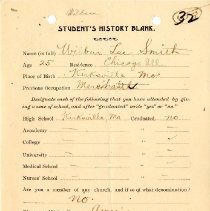 Wilbur
32
STUDENT'S HISTORY BLANK.
Name (in full) Wilbur Lee Smith
Age 25 Residence Chicago Ill
Place of Birth Kirksville Mo.
Previous Occupation Merchant
Designate each of the following that you have attended by giving name of school, and after "graduated" write "yes" or "no."
High School Kirksville Mo Graduated no.
Academy " "
College " "
University " "
Medical School " "
Nurses' School " "
Are you a member of any church, and if so of what denomination?
no.